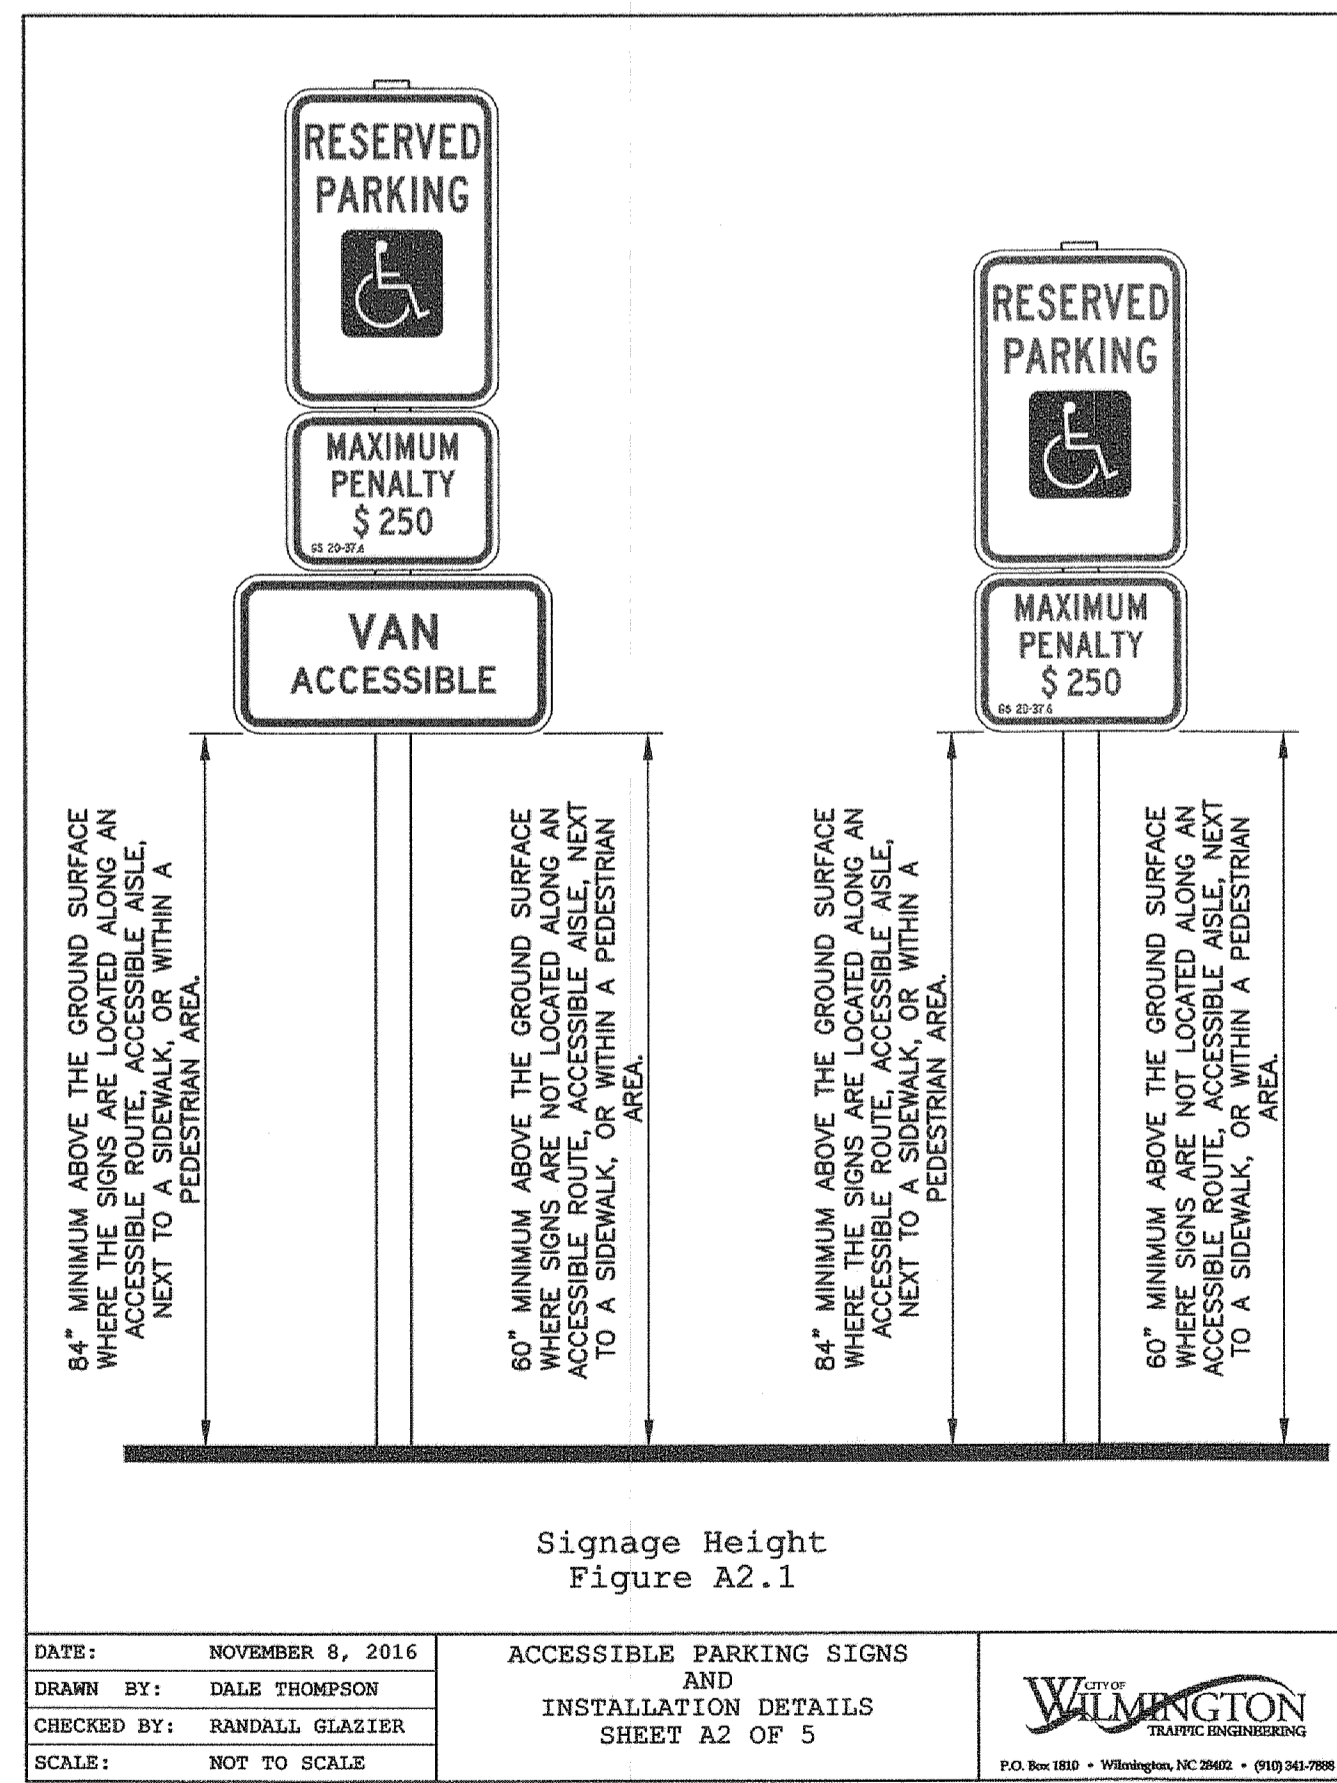 RESERVED
PARKING
MAXIMUM
PENALTY
$ 250
GS 20-37.6
VAN
ACCESSIBLE
RESERVED
PARKING
MAXIMUM
PENALTY
$ 250
GS 20-37.6
84" MINIMUM ABOVE THE GROUND SURFACE
WHERE THE SIGNS ARE LOCATED ALONG AN
ACCESSIBLE ROUTE, ACCESSIBLE AISLE,
NEXT TO A SIDEWALK, OR WITHIN A
PEDESTRIAN AREA.
60" MINIMUM ABOVE THE GROUND SURFACE
WHERE SIGNS ARE NOT LOCATED ALONG AN
ACCESSIBLE ROUTE, ACCESSIBLE AISLE, NEXT
TO A SIDEWALK, OR WITHIN A PEDESTRIAN
AREA.
84" MINIMUM ABOVE THE GROUND SURFACE
WHERE THE SIGNS ARE LOCATED ALONG AN
ACCESSIBLE ROUTE, ACCESSIBLE AISLE,
NEXT TO A SIDEWALK, OR WITHIN A
PEDESTRIAN AREA.
60" MINIMUM ABOVE THE GROUND SURFACE
WHERE SIGNS ARE NOT LOCATED ALONG AN
ACCESSIBLE ROUTE, ACCESSIBLE AISLE, NEXT
TO A SIDEWALK, OR WITHIN A PEDESTRIAN
AREA.
Signage Height
Figure A2.1
DATE: NOVEMBER 8, 2016
DRAWN BY: DALE THOMPSON
CHECKED BY: RANDALL GLAZIER
SCALE: NOT TO SCALE
ACCESSIBLE PARKING SIGNS
AND
INSTALLATION DETAILS
SHEET A2 OF 5
CITY OF
WILMINGTON
TRAFFIC ENGINEERING
P.O. Box 1810 • Wilmington, NC 28402 • (910) 341-7888